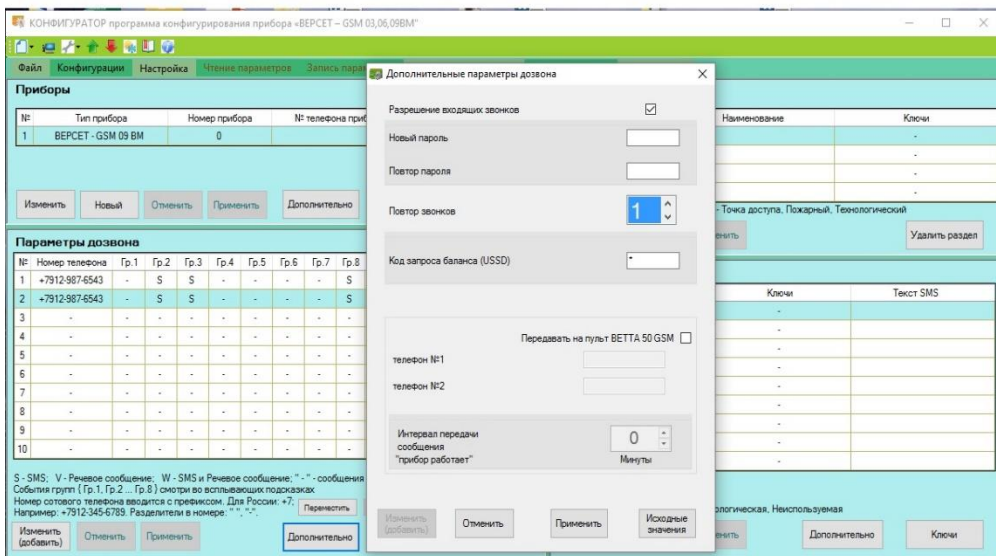 КОНФИГУРАТОР программа конфигурирования прибора «ВЕРСЕТ – GSM 03,06,09ВМ"
Файл Конфигурации Настройка Чтение параметров Запись пара
Приборы
№ Тип прибора Номер прибора № телефона приб
1 ВЕРСЕТ - GSM 09 ВМ 0
Изменить Новый Отменить Применить Дополнительно
Параметры дозвона
№ Номер телефона Гр.1 Гр.2 Гр.3 Гр.4 Гр.5 Гр.6 Гр.7 Гр.8
1 +7912-987-6543 - S S - - - - S
2 +7912-987-6543 - S S - - - - S
3 - - - - - - - - -
4 - - - - - - - - -
5 - - - - - - - - -
6 - - - - - - - - -
7 - - - - - - - - -
8 - - - - - - - - -
9 - - - - - - - - -
10 - - - - - - - - -
S - SMS; V - Речевое сообщение; W - SMS и Речевое сообщение; " - " - сообщения
События групп { Гр.1, Гр.2 ... Гр.8 } смотри во всплывающих подсказках
Номер сотового телефона вводится с префиксом. Для России: +7;
Например: +7912-345-6789. Разделители в номере: " ", "-".
Переместить
Изменить (добавить) Отменить Применить Дополнительно
Дополнительные параметры дозвона
Разрешение входящих звонков
Новый пароль
Повтор пароля
Повтор звонков 1
Код запроса баланса (USSD) *
Передавать на пульт ВЕТТА 50 GSM
телефон №1
телефон №2
Интервал передачи
сообщения
"прибор работает"
0
Минуты
Изменить (добавить) Отменить Применить Исходные значения
Наименование Ключи
-
-
-
-
- Точка доступа, Пожарный, Технологический
енить Удалить раздел
Ключи Текст SMS
-
-
-
-
-
-
-
-
ологическая, Неиспользуемая
енить Дополнительно Ключи